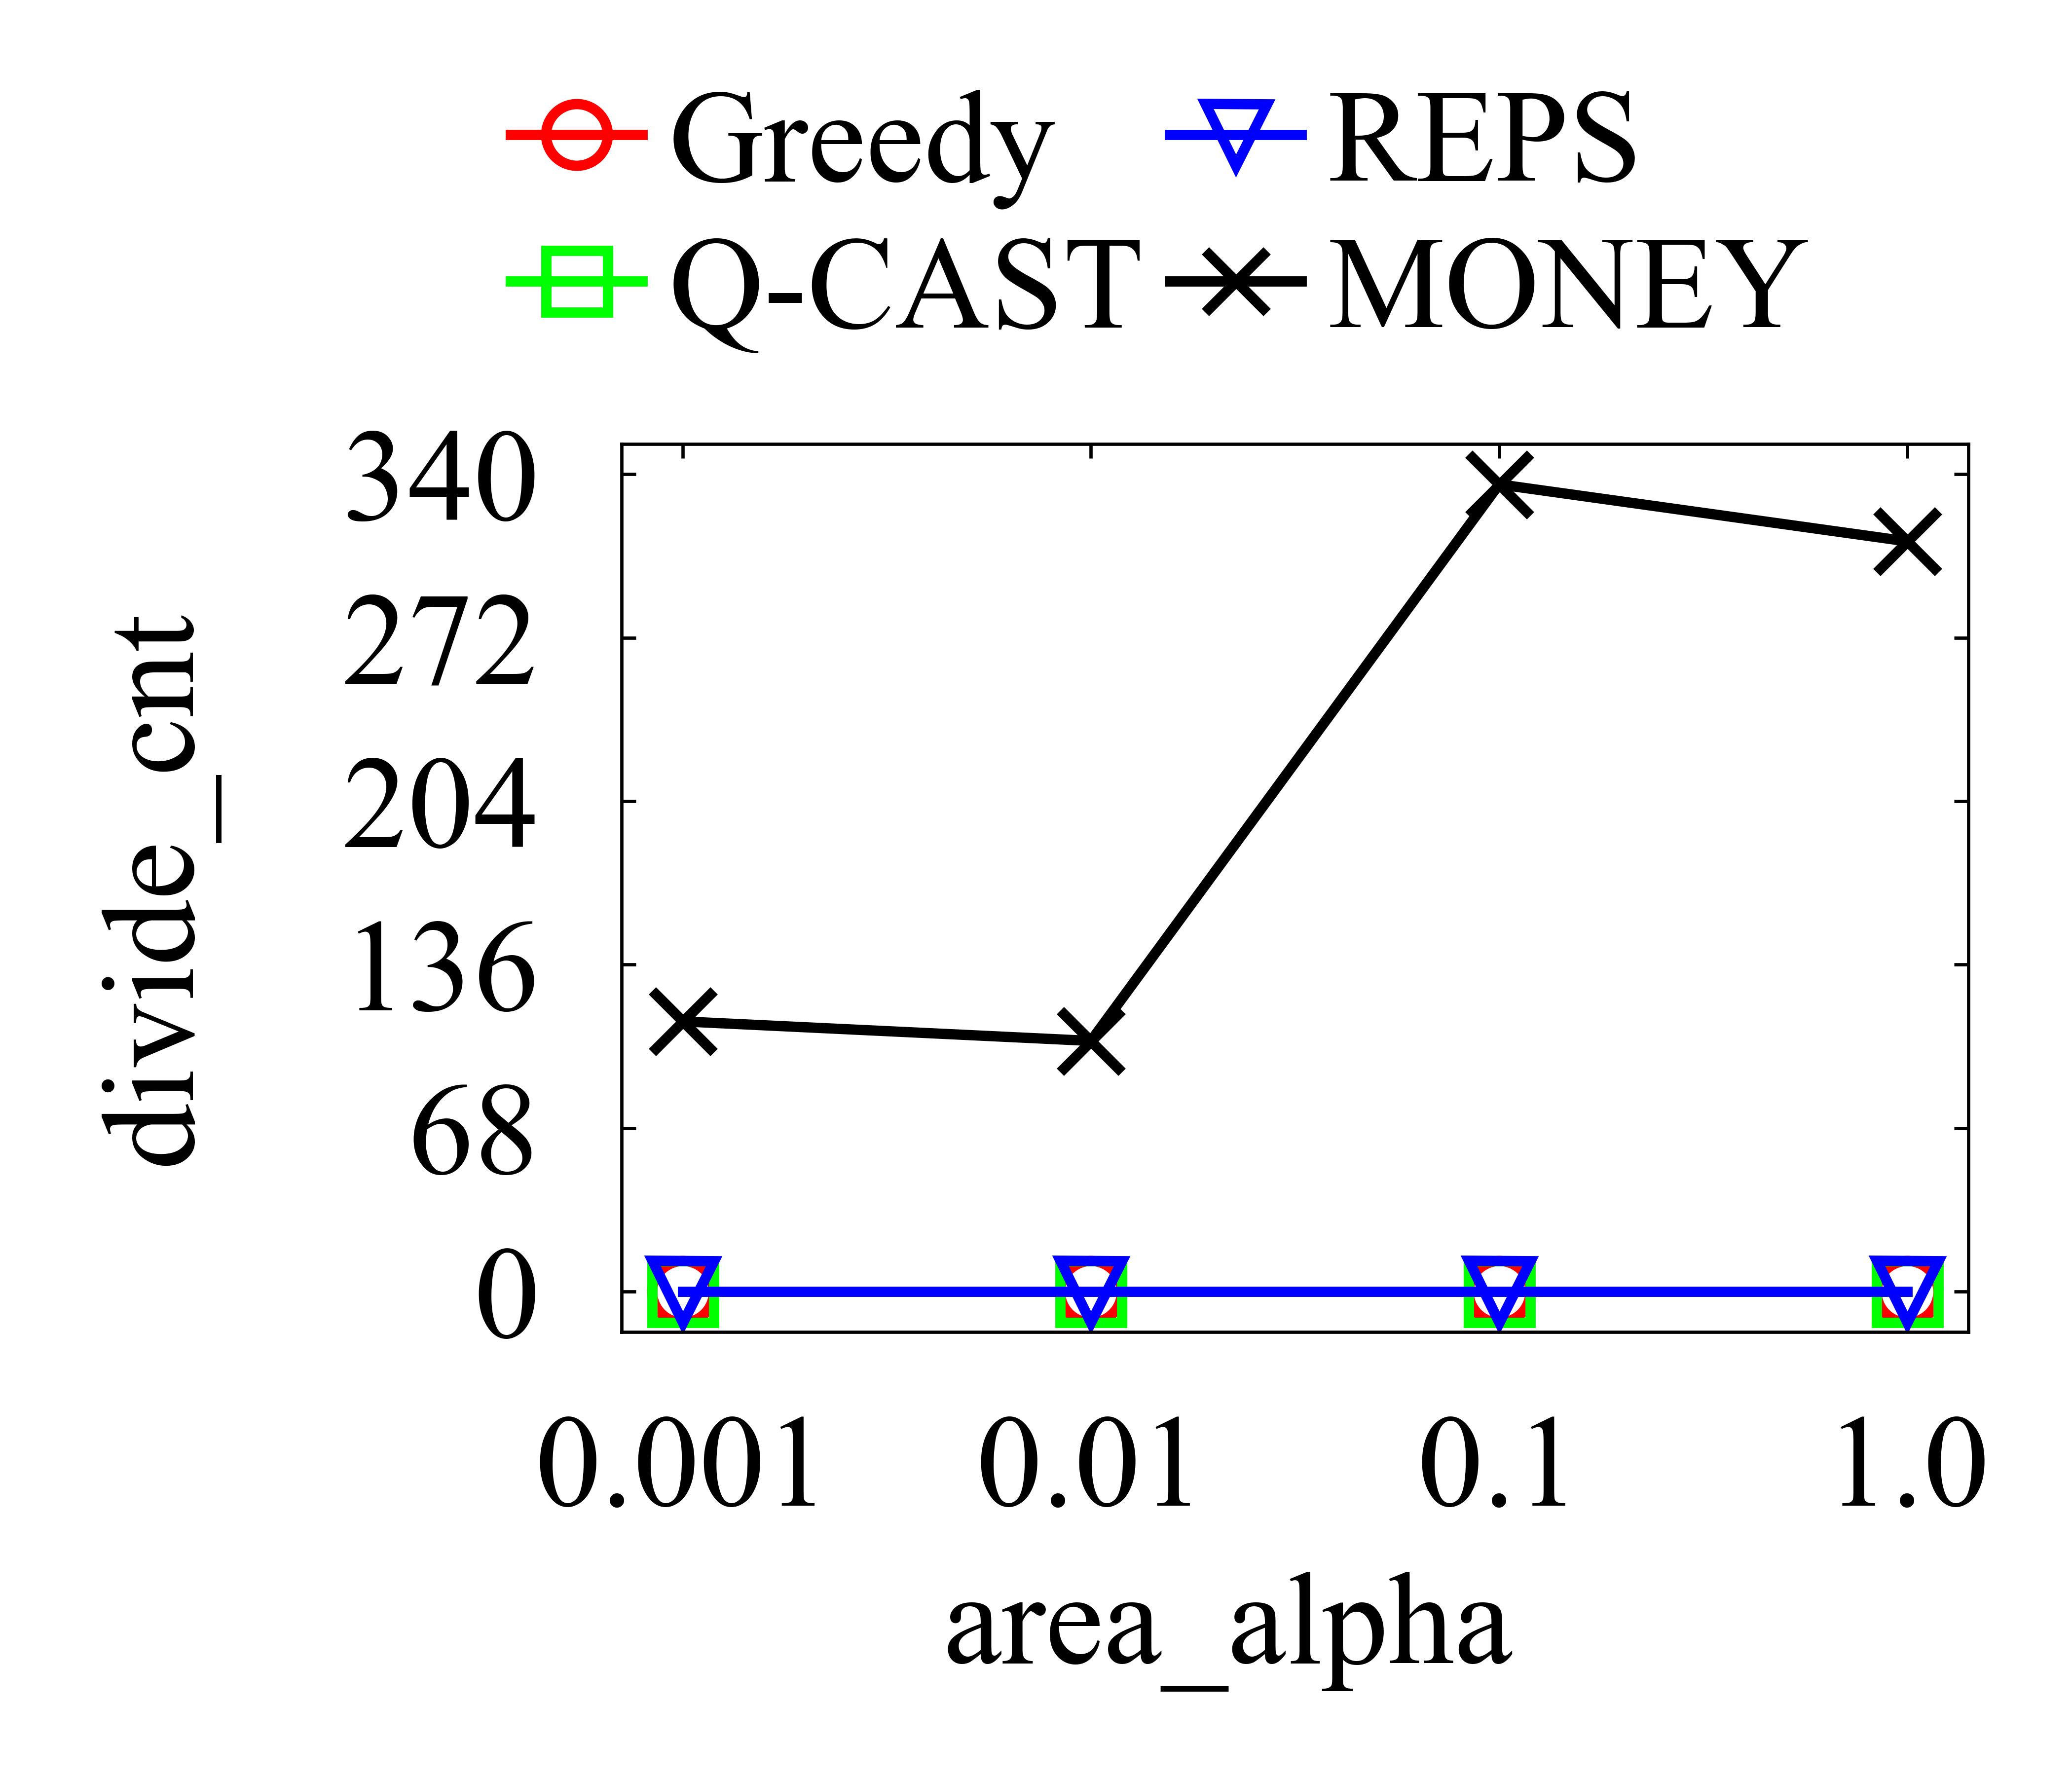 Greedy
REPS
Q-CAST
MONEY
340
272
204
136
68
0
divide_cnt
0.001 0.01 0.1 1.0
area_alpha